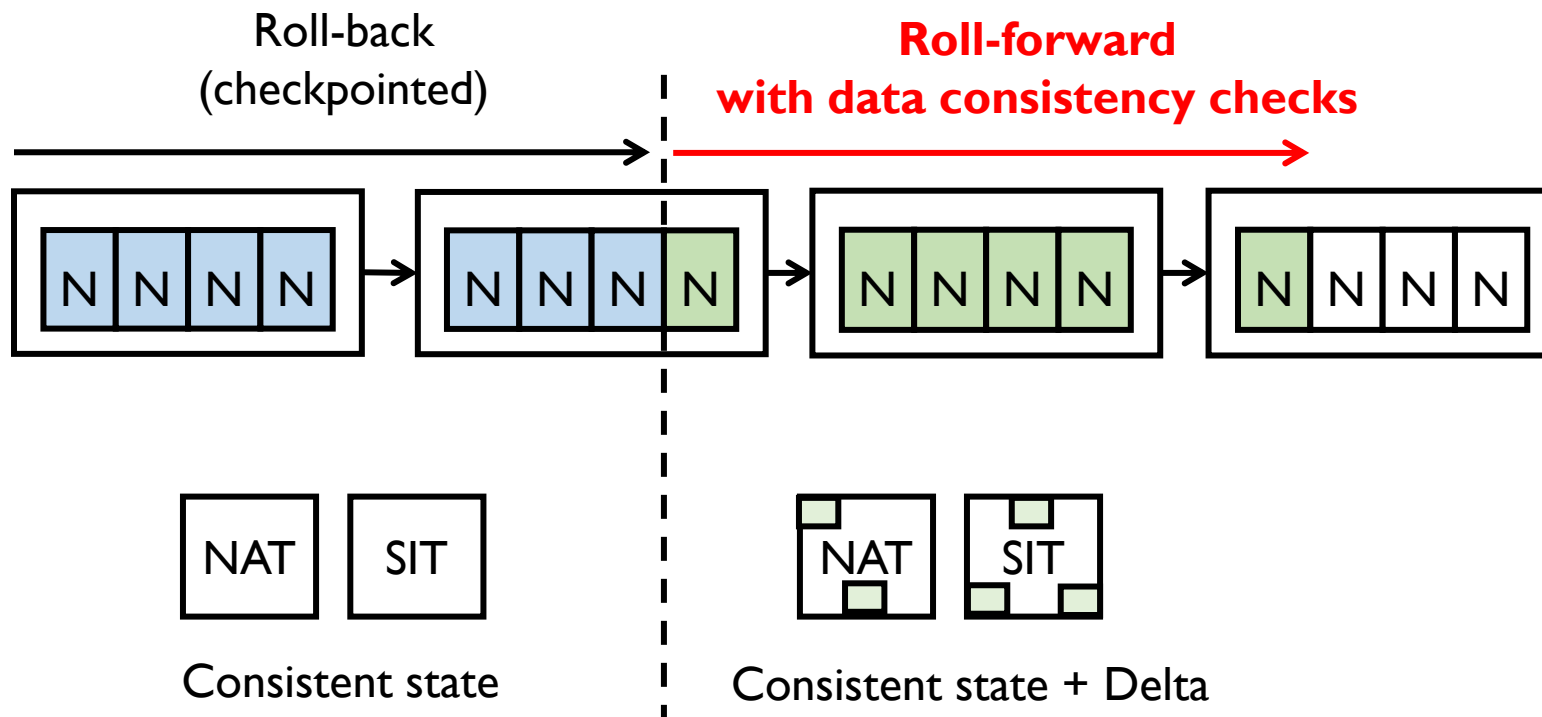 Roll-back
(checkpointed)
Roll-forward
with data consistency checks
N N N N N N N N N N N N N N N N
NAT SIT NAT SIT
Consistent state Consistent state + Delta